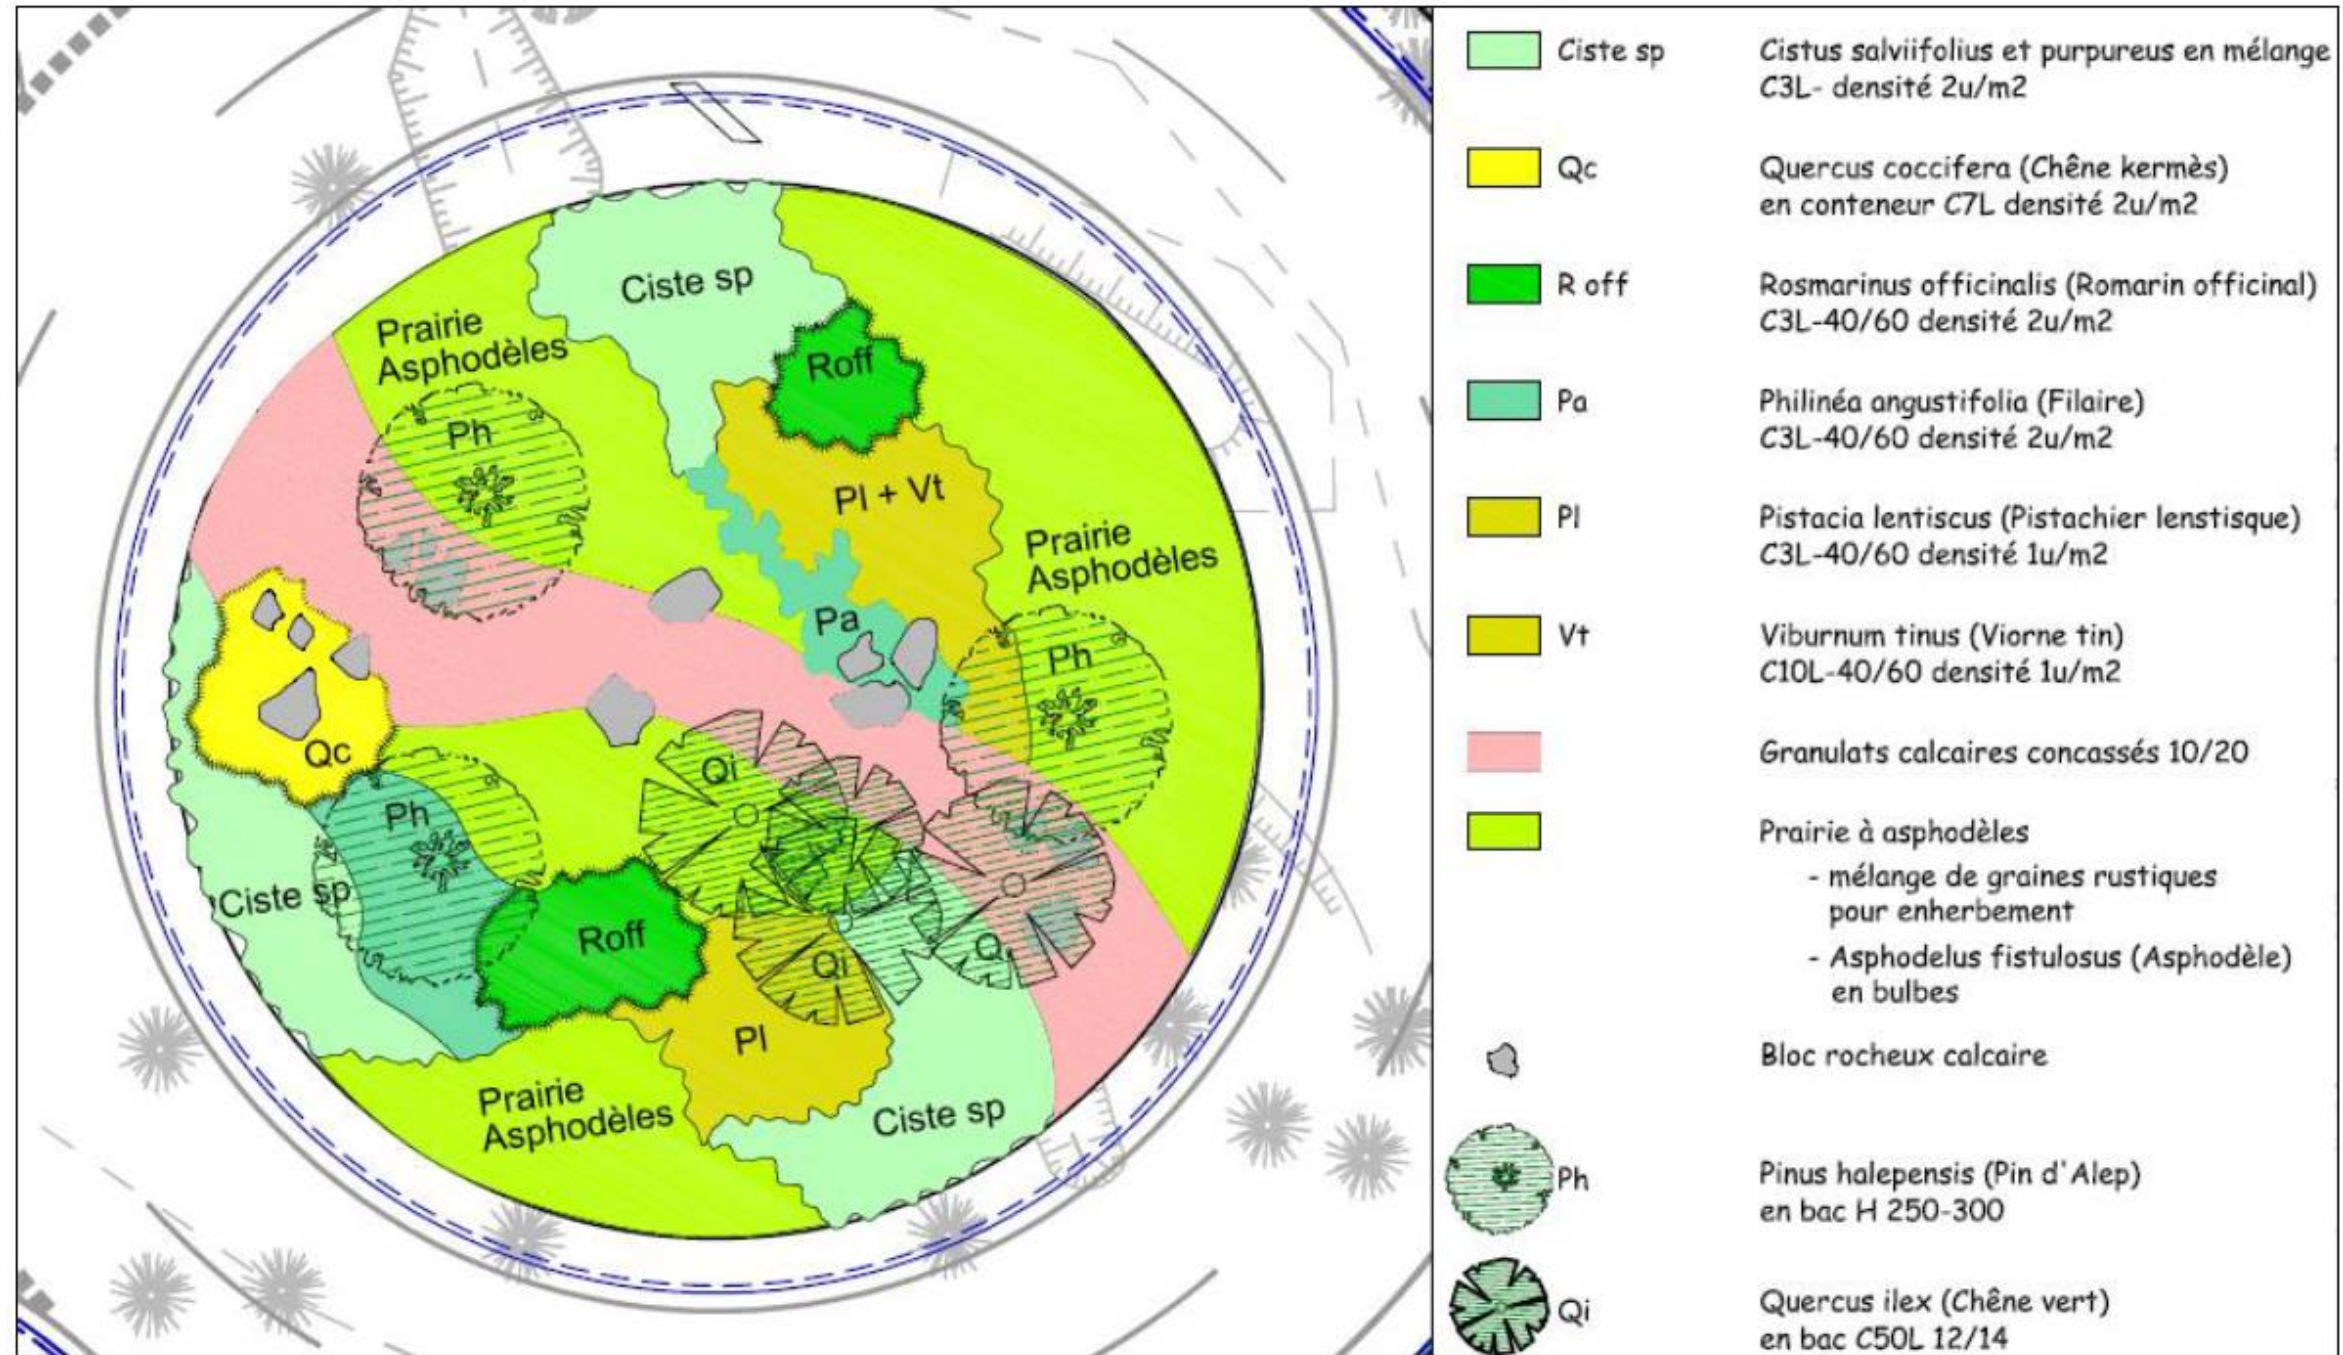 Ciste sp
Prairie
Asphodèles
Roff
Ph
Pl + Vt
Prairie
Asphodèles
Pa
Ph
Qc
Qi
Ph
Ciste sp
Roff
Qi
Q
Pl
Prairie
Asphodèles
Ciste sp
Ciste sp
Cistus salviifolius et purpureus en mélange
C3L- densité 2u/m2
Qc
Quercus coccifera (Chêne kermès)
en conteneur C7L densité 2u/m2
R off
Rosmarinus officinalis (Romarin officinal)
C3L-40/60 densité 2u/m2
Pa
Philinéa angustifolia (Filaire)
C3L-40/60 densité 2u/m2
Pl
Pistacia lentiscus (Pistachier lenstisque)
C3L-40/60 densité 1u/m2
Vt
Viburnum tinus (Viorne tin)
C10L-40/60 densité 1u/m2
Granulats calcaires concassés 10/20
Prairie à asphodèles
- mélange de graines rustiques
pour enherbement
- Asphodelus fistulosus (Asphodèle)
en bulbes
Bloc rocheux calcaire
Ph
Pinus halepensis (Pin d'Alep)
en bac H 250-300
Qi
Quercus ilex (Chêne vert)
en bac C50L 12/14